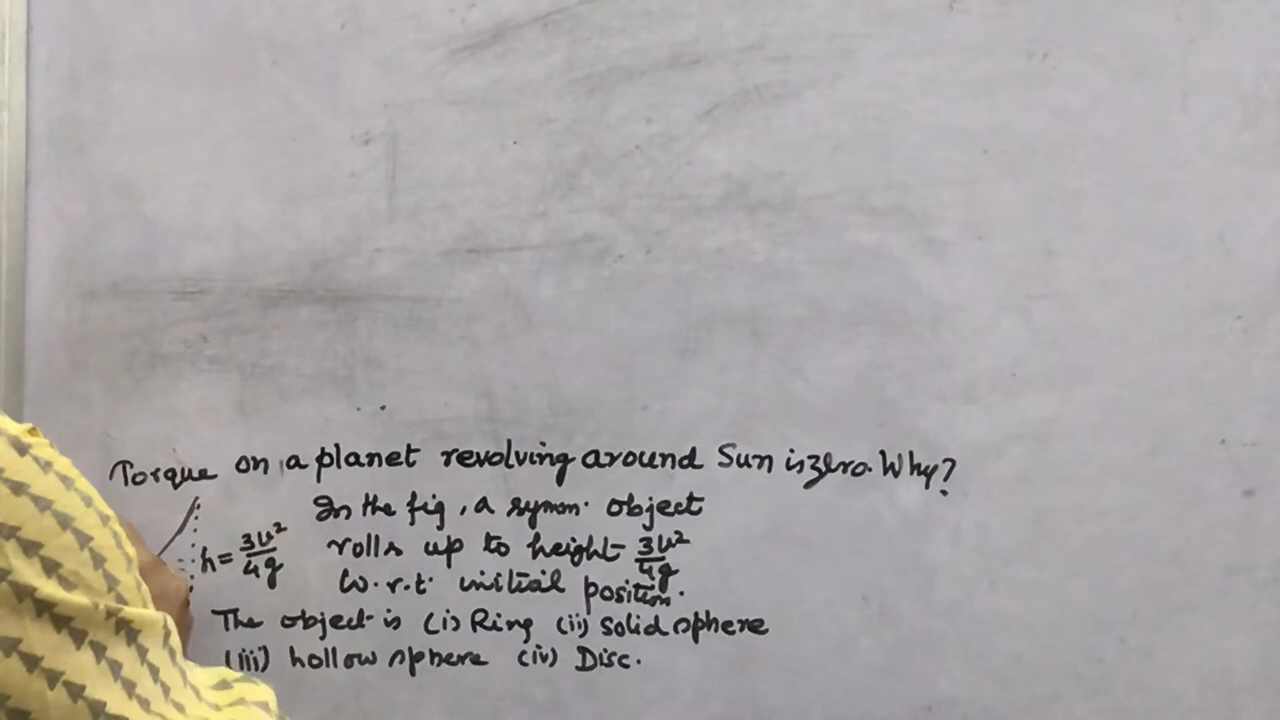 Torque on a planet revolving around Sun is zero. Why?
In the fig, a symm. object
h = 3v²/4g rolls up to height 3v²/4g
w.r.t. initial position.
The object is (i) Ring (ii) solid sphere
(iii) hollow sphere (iv) Disc.